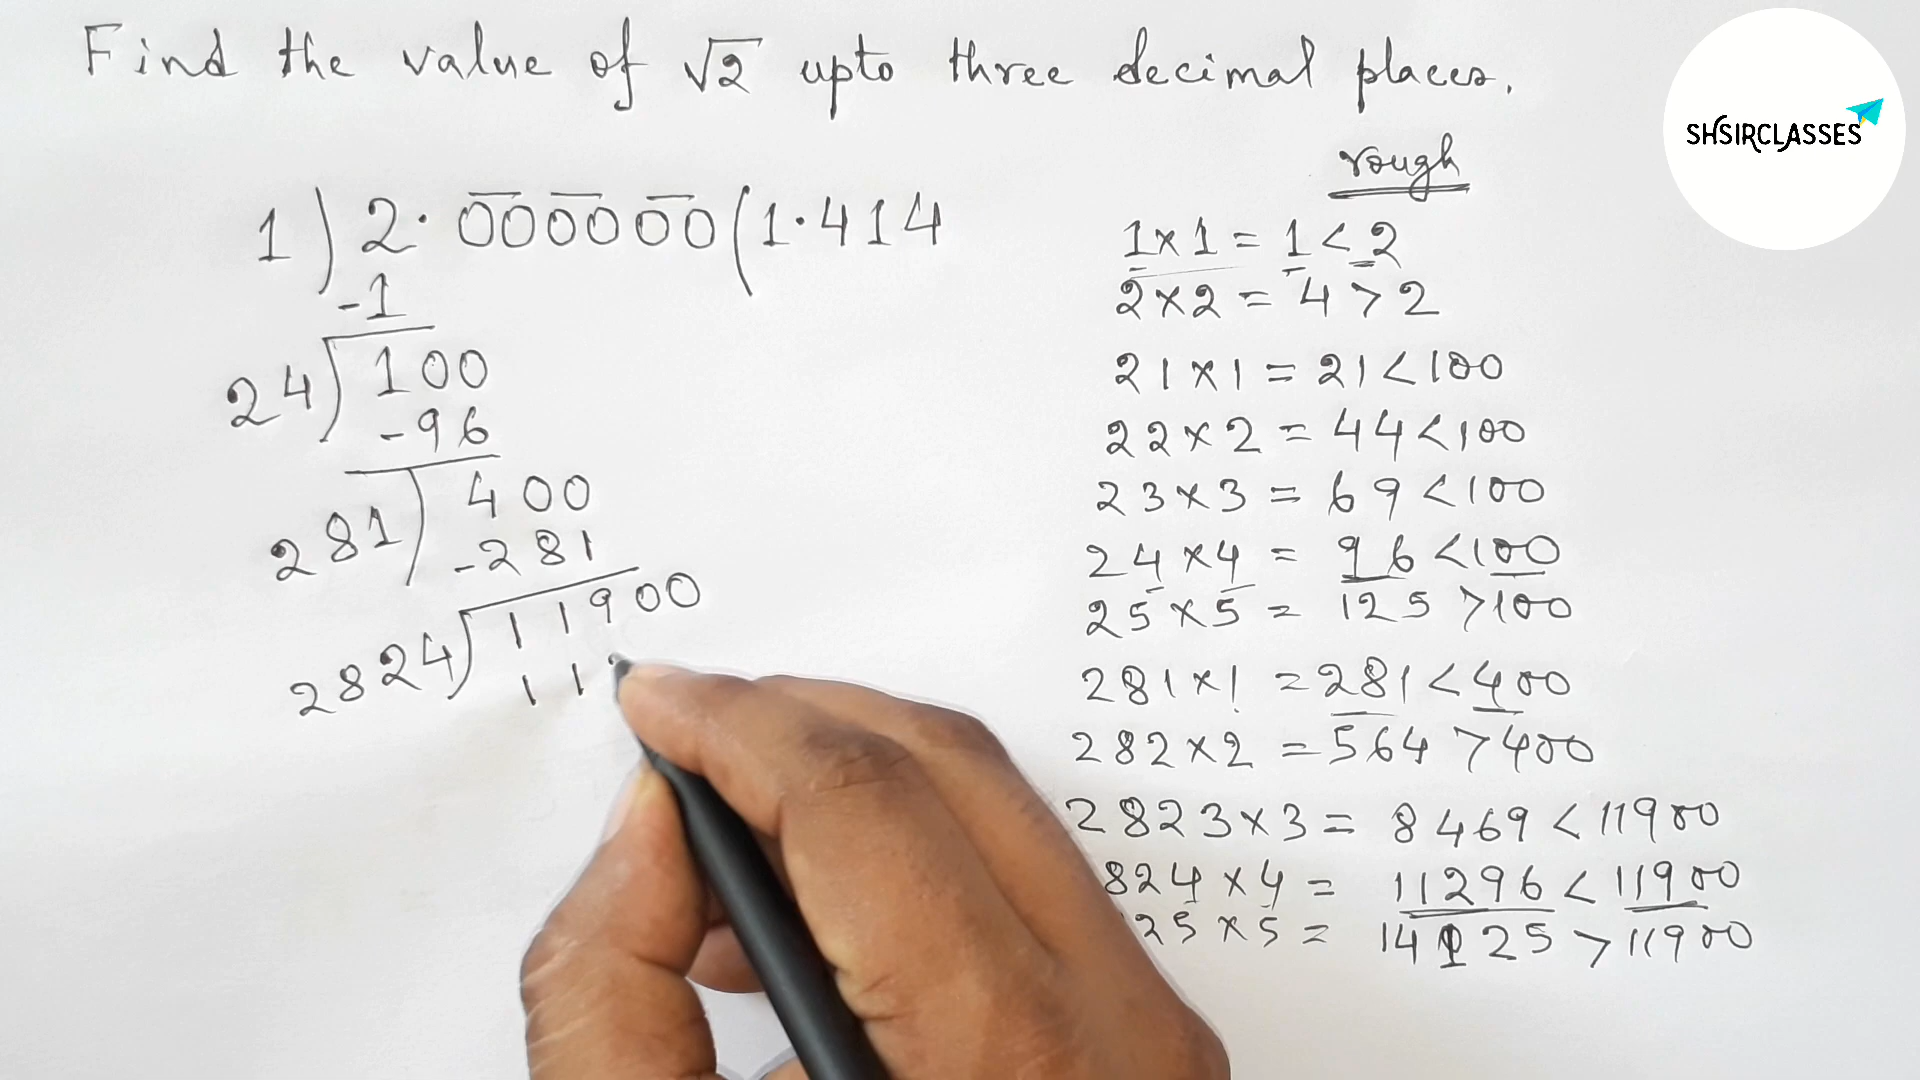 Find the value of √2 upto three decimal places.
SHSIRCLASSES
rough
1 ) 2.000000 ( 1.414
-1
24 ) 100
-96
281 ) 400
-281
2824 ) 11900
11
1×1 = 1 < 2
2×2 = 4 > 2
21×1 = 21 < 100
22×2 = 44 < 100
23×3 = 69 < 100
24×4 = 96 < 100
25×5 = 125 > 100
281×1 = 281 < 400
282×2 = 564 > 400
2823×3 = 8469 < 11900
824×4 = 11296 < 11900
25×5 = 14125 > 11900